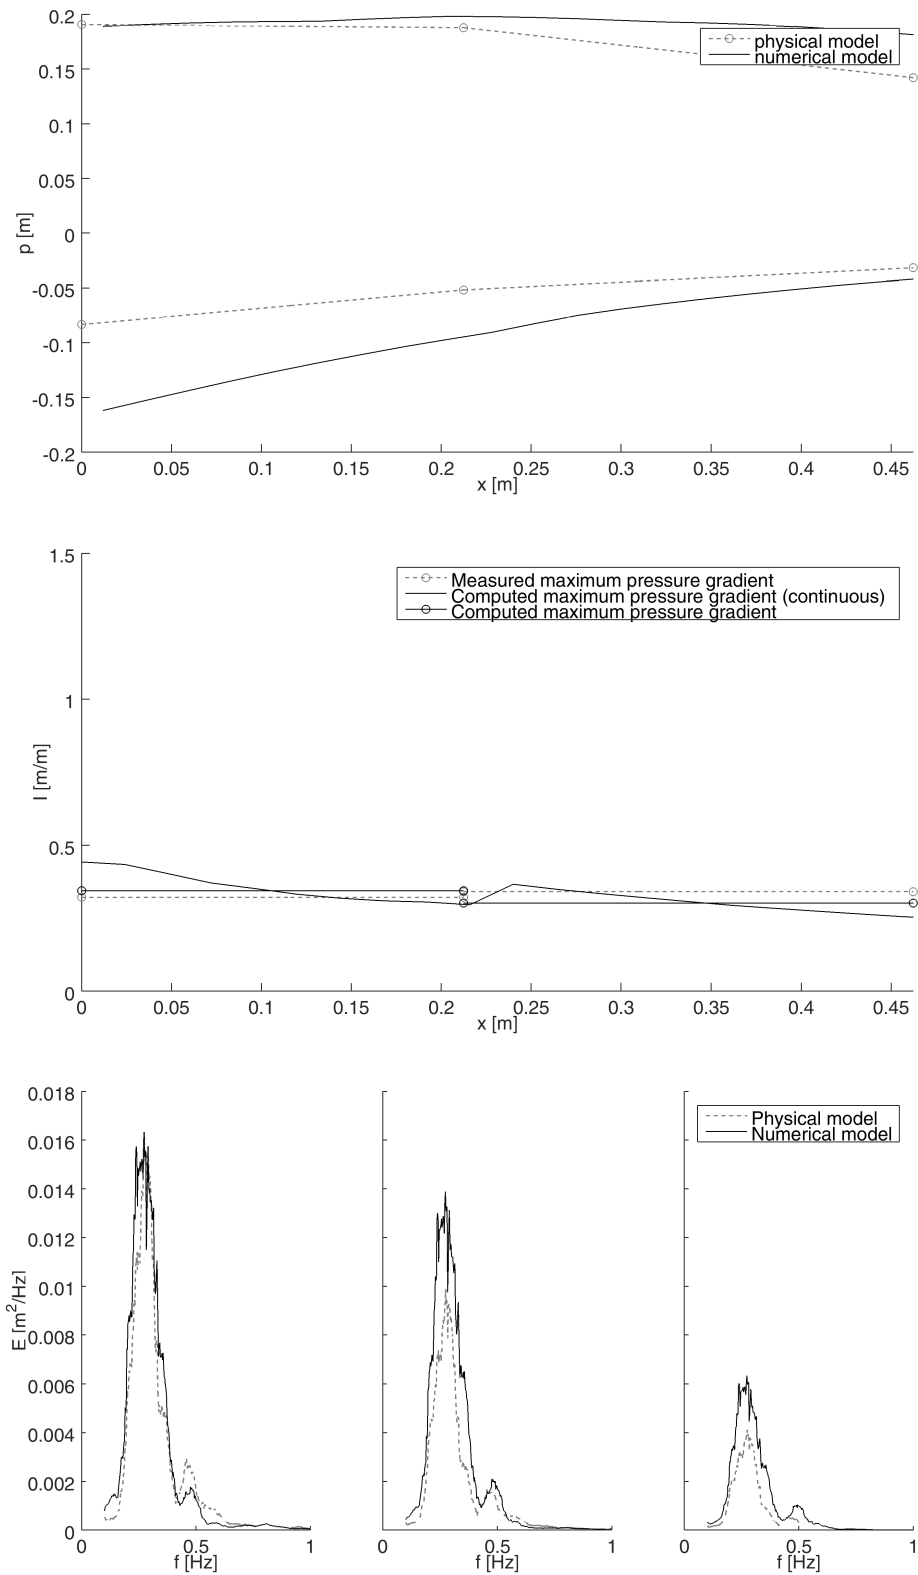 0.2
0.15
0.1
0.05
0
-0.05
-0.1
-0.15
-0.2
p [m]
physical model
numerical model
0 0.05 0.1 0.15 0.2 0.25 0.3 0.35 0.4 0.45
x [m]
1.5
1
0.5
0
I [m/m]
Measured maximum pressure gradient
Computed maximum pressure gradient (continuous)
Computed maximum pressure gradient
0 0.05 0.1 0.15 0.2 0.25 0.3 0.35 0.4 0.45
x [m]
0.018
0.016
0.014
0.012
0.01
0.008
0.006
0.004
0.002
0
E [m²/Hz]
Physical model
Numerical model
0 0.5 1
f [Hz]
0 0.5 1
f [Hz]
0 0.5 1
f [Hz]